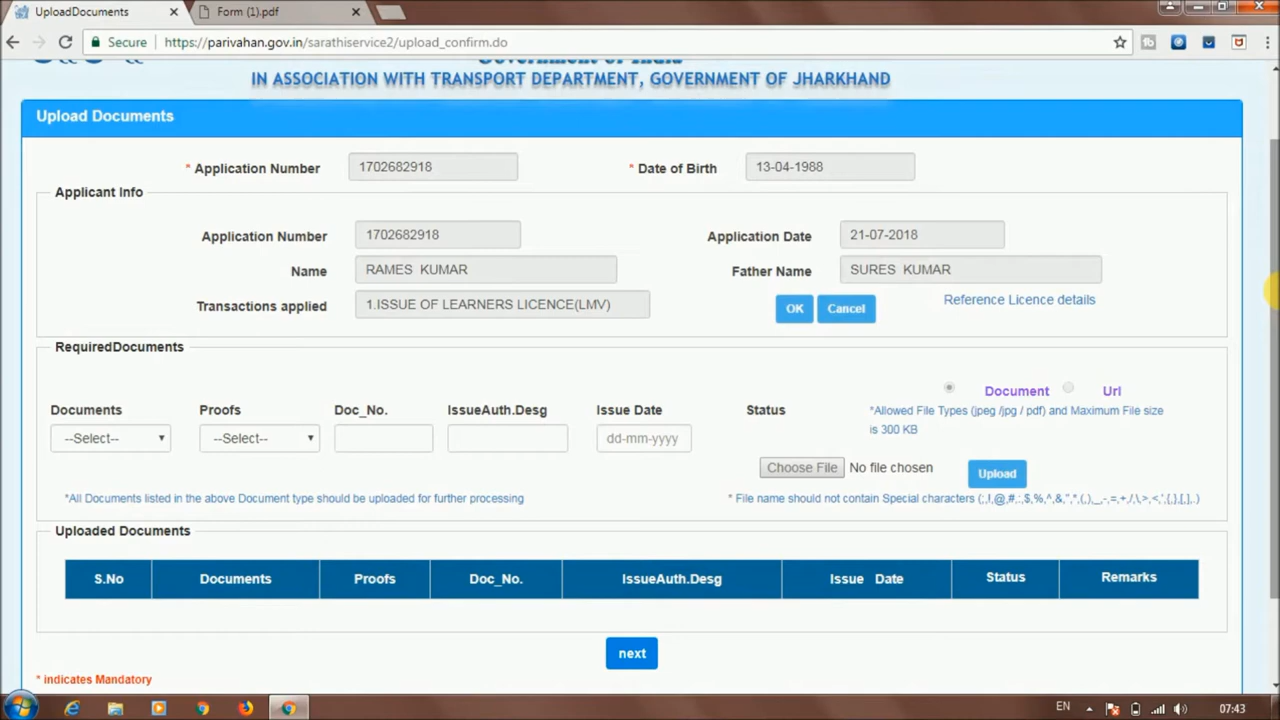 UploadDocuments
Form (1).pdf
Secure
https://parivahan.gov.in/sarathiservice2/upload_confirm.do
Government of India
IN ASSOCIATION WITH TRANSPORT DEPARTMENT, GOVERNMENT OF JHARKHAND
Upload Documents
* Application Number 1702682918 * Date of Birth 13-04-1988
Applicant Info
Application Number 1702682918 Application Date 21-07-2018
Name RAMES KUMAR Father Name SURES KUMAR
Transactions applied 1.ISSUE OF LEARNERS LICENCE(LMV) OK Cancel Reference Licence details
RequiredDocuments
Document Url
Documents Proofs Doc_No. IssueAuth.Desg Issue Date Status
*Allowed File Types (jpeg /jpg / pdf) and Maximum File size
is 300 KB
--Select-- --Select-- dd-mm-yyyy
Choose File No file chosen Upload
*All Documents listed in the above Document type should be uploaded for further processing
* File name should not contain Special characters (;,!,@,#,:,$,%,^,&,",*,(,),_,-,=,+,/,\,>,<,',{,},[,],.)
Uploaded Documents
S.No Documents Proofs Doc_No. IssueAuth.Desg Issue Date Status Remarks
next
* indicates Mandatory
EN 07:43